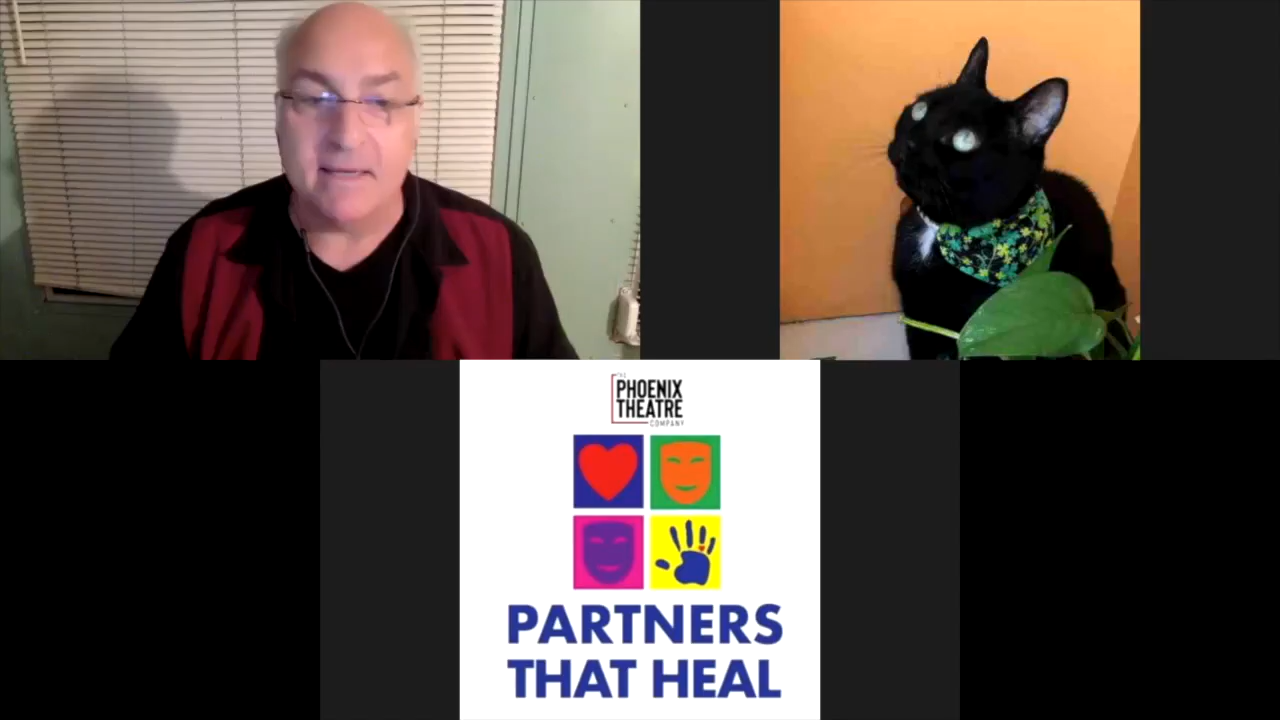 THE
PHOENIX
THEATRE
COMPANY
PARTNERS
THAT HEAL